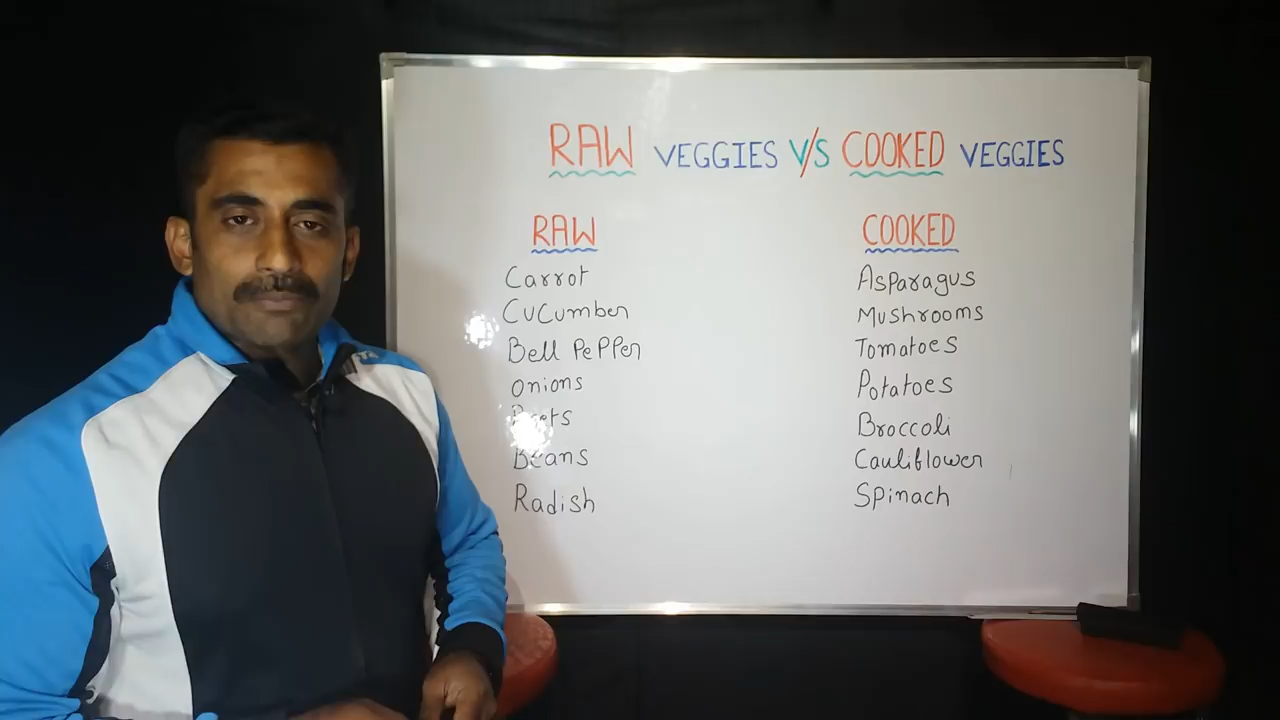 RAW VEGGIES V/S COOKED VEGGIES
RAW
Carrot
CuCumber
Bell PePPer
onions
Beets
Beans
Radish
COOKED
Asparagus
Mushrooms
Tomatoes
Potatoes
Broccoli
Cauliflower
Spinach